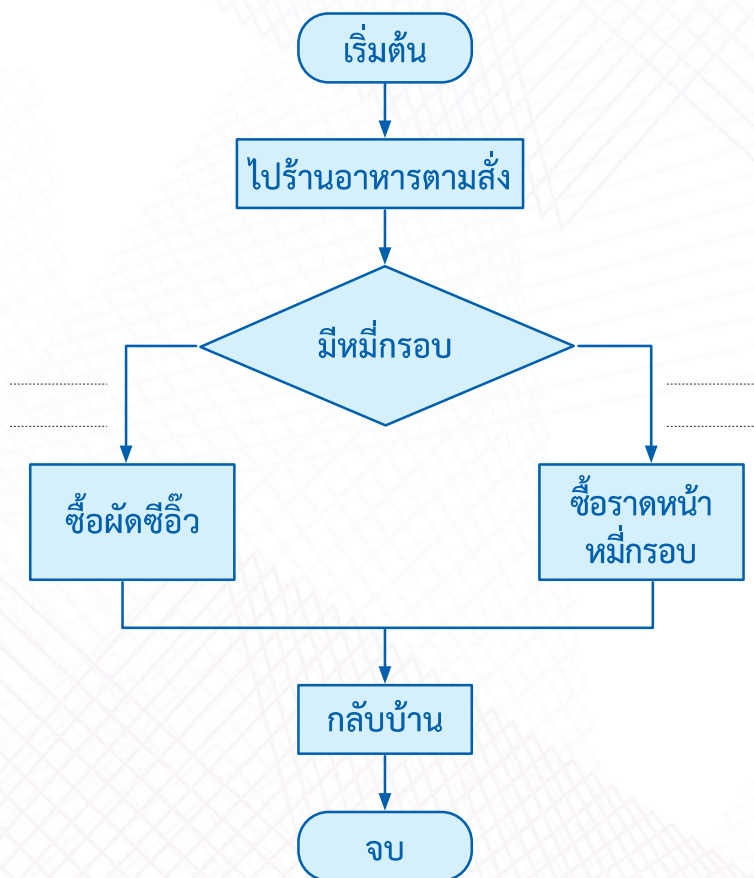 เริ่มต้น
ไปร้านอาหารตามสั่ง
มีหมี่กรอบ
ซื้อผัดซีอิ๊ว
ซื้อราดหน้า
หมี่กรอบ
กลับบ้าน
จบ